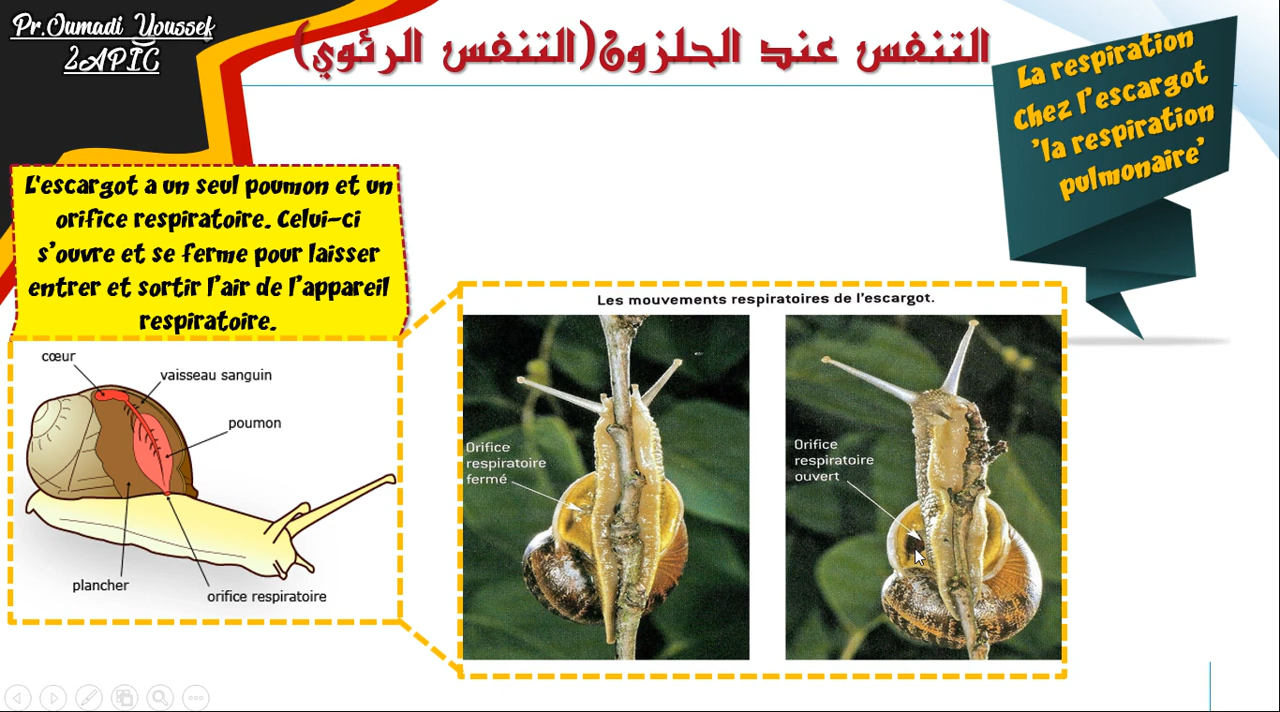 Pr.Oumadi Youssef
2APIC
التنفس عند الحلزون(التنفس الرئوي)
La respiration
Chez l'escargot
'la respiration
pulmonaire'
L'escargot a un seul poumon et un
orifice respiratoire. Celui-ci
s'ouvre et se ferme pour laisser
entrer et sortir l'air de l'appareil
respiratoire.
cœur
vaisseau sanguin
poumon
plancher
orifice respiratoire
Les mouvements respiratoires de l'escargot.
Orifice
respiratoire
fermé
Orifice
respiratoire
ouvert